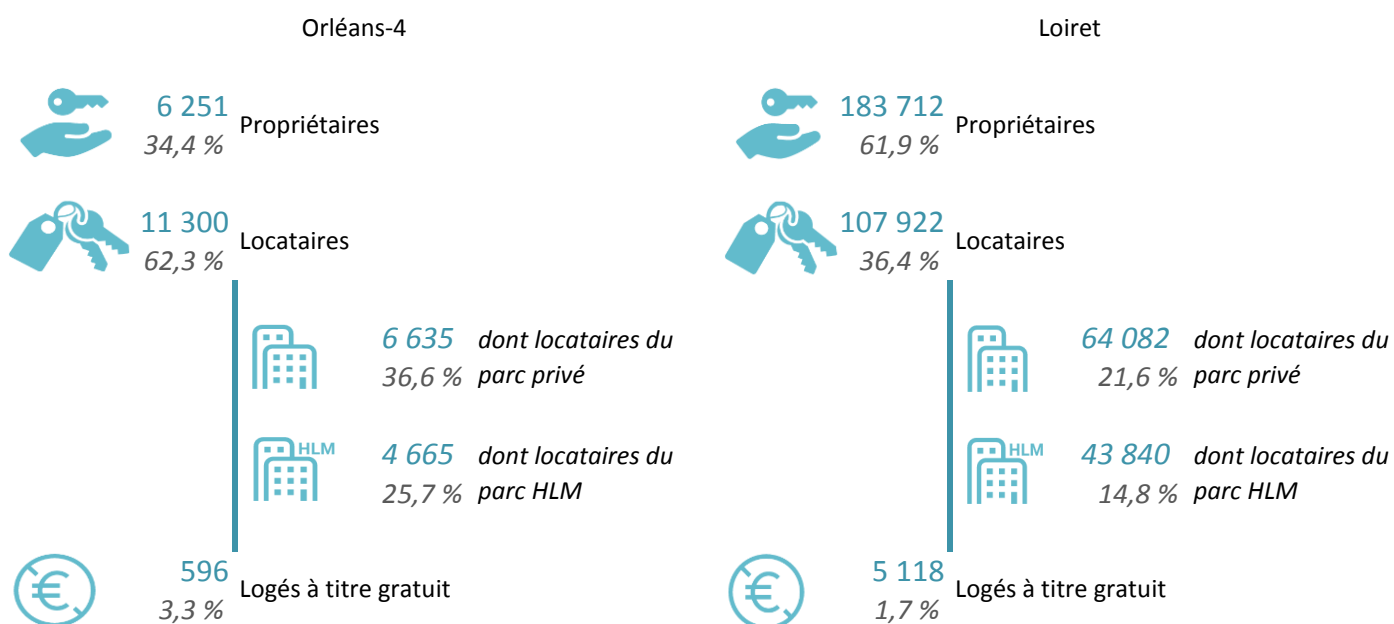 Orléans-4
6 251
34,4 %
Propriétaires
11 300
62,3 %
Locataires
6 635
36,6 %
dont locataires du
parc privé
HLM
4 665
25,7 %
dont locataires du
parc HLM
€
596
3,3 %
Logés à titre gratuit
Loiret
183 712
61,9 %
Propriétaires
107 922
36,4 %
Locataires
64 082
21,6 %
dont locataires du
parc privé
HLM
43 840
14,8 %
dont locataires du
parc HLM
€
5 118
1,7 %
Logés à titre gratuit